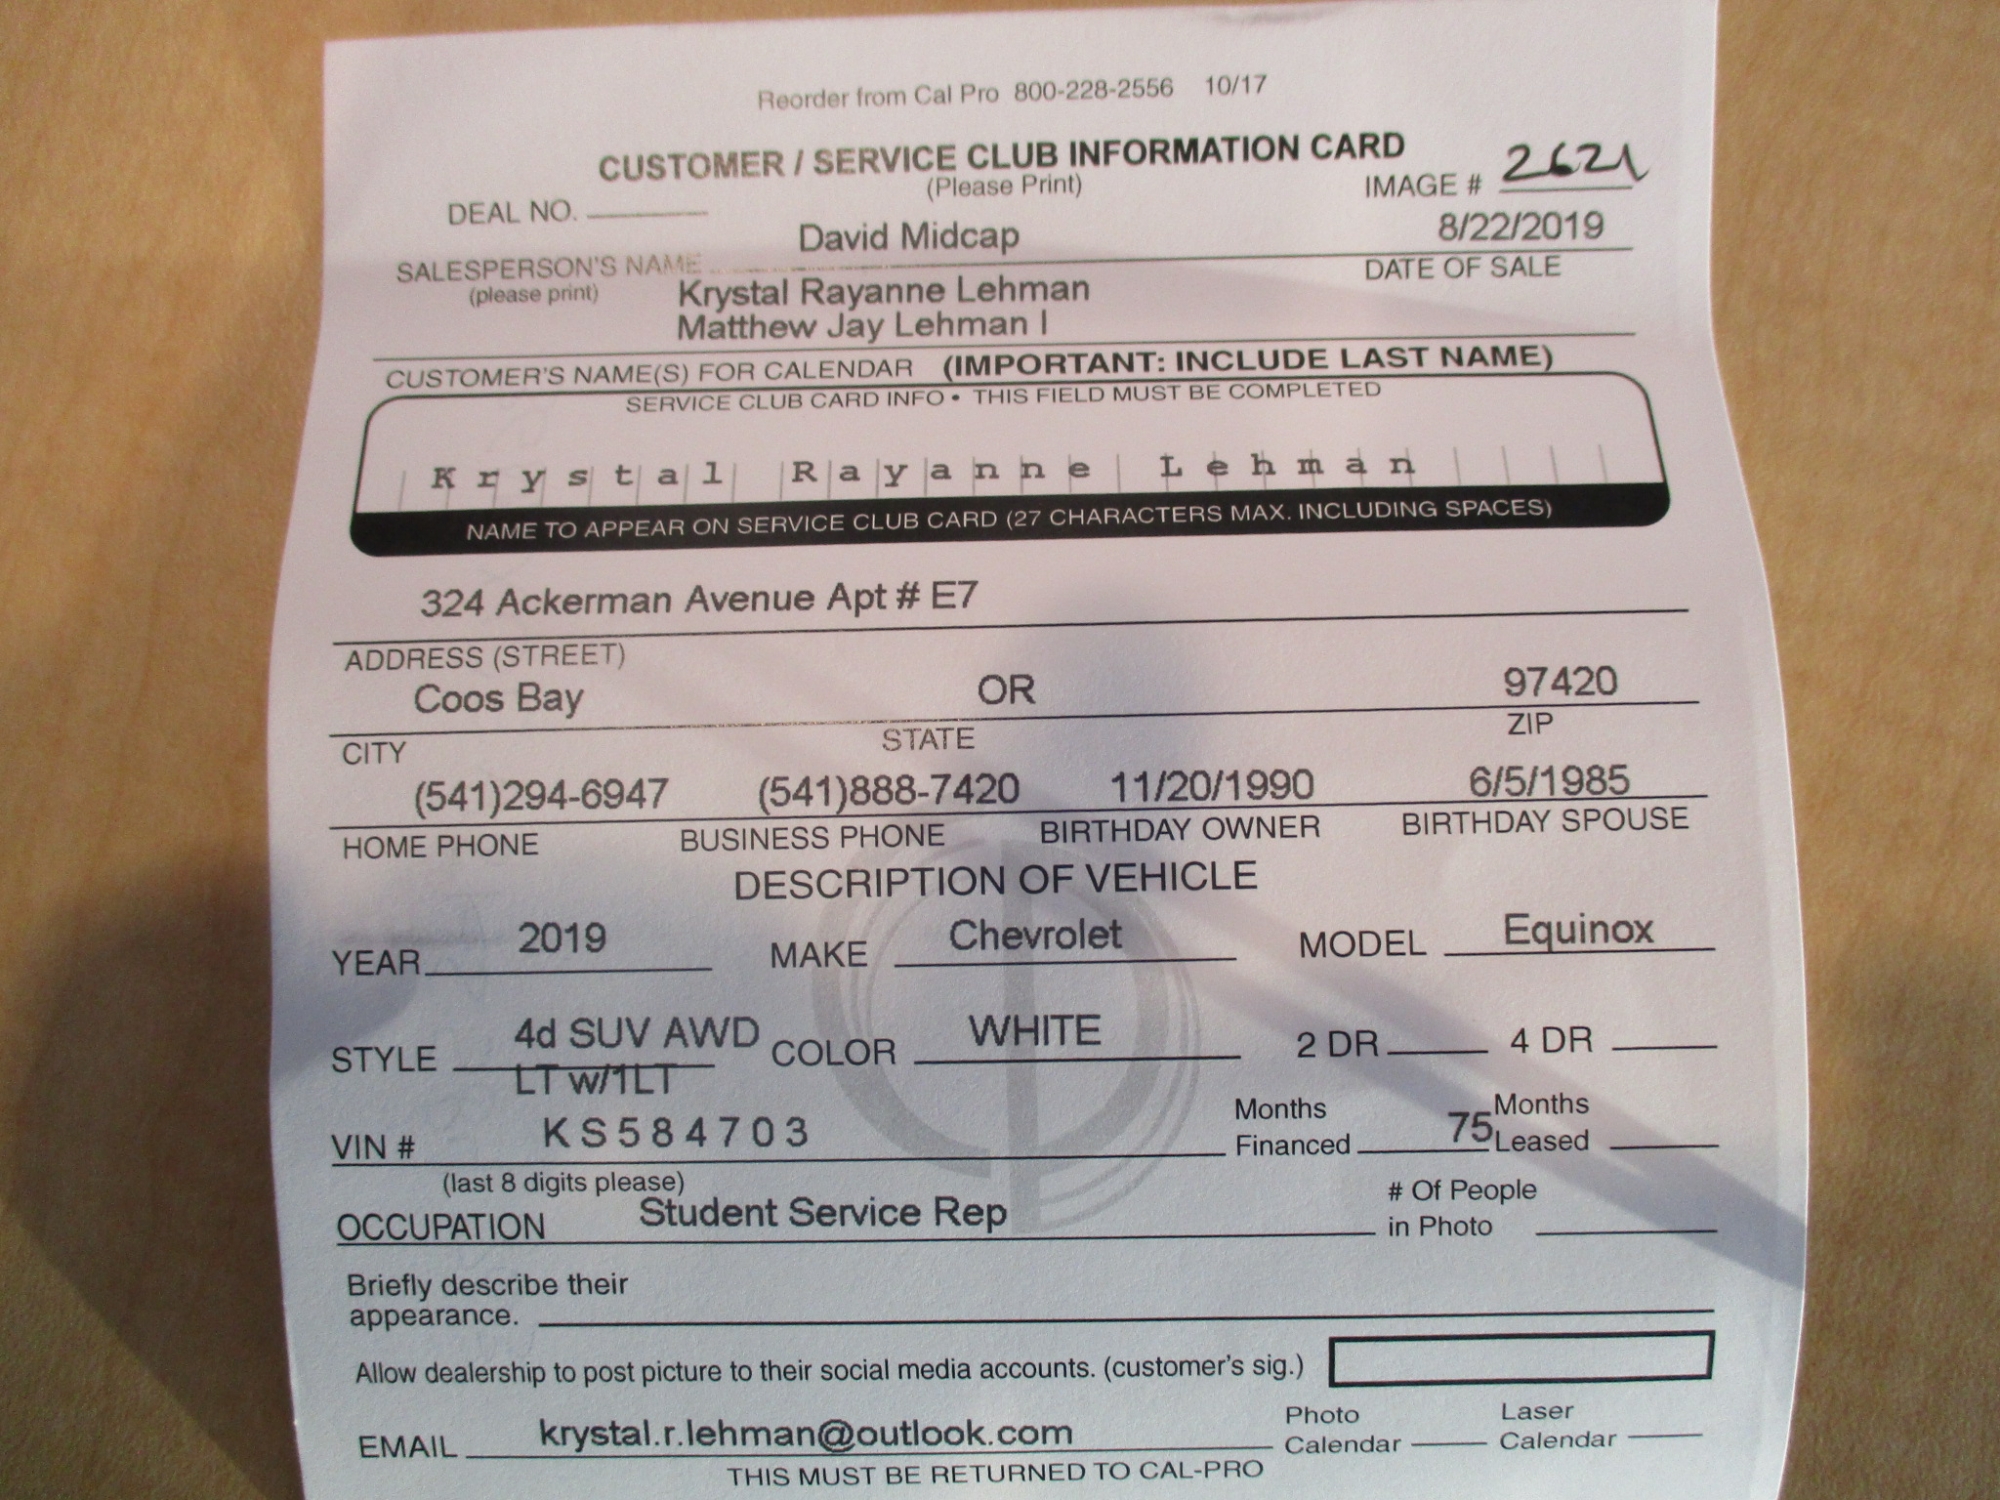 Reorder from Cal Pro 800-228-2556 10/17
CUSTOMER / SERVICE CLUB INFORMATION CARD
(Please Print)
IMAGE # 2621
DEAL NO.
David Midcap 8/22/2019
SALESPERSON'S NAME DATE OF SALE
(please print)
Krystal Rayanne Lehman
Matthew Jay Lehman I
CUSTOMER'S NAME(S) FOR CALENDAR (IMPORTANT: INCLUDE LAST NAME)
SERVICE CLUB CARD INFO • THIS FIELD MUST BE COMPLETED
Krystal Rayanne Lehman
NAME TO APPEAR ON SERVICE CLUB CARD (27 CHARACTERS MAX. INCLUDING SPACES)
324 Ackerman Avenue Apt # E7
ADDRESS (STREET)
Coos Bay OR 97420
CITY STATE ZIP
(541)294-6947 (541)888-7420 11/20/1990 6/5/1985
HOME PHONE BUSINESS PHONE BIRTHDAY OWNER BIRTHDAY SPOUSE
DESCRIPTION OF VEHICLE
YEAR 2019 MAKE Chevrolet MODEL Equinox
STYLE 4d SUV AWD COLOR WHITE 2 DR 4 DR
LT w/1LT
VIN # KS584703 Months Financed 75 Months Leased
(last 8 digits please)
OCCUPATION Student Service Rep # Of People in Photo
Briefly describe their
appearance.
Allow dealership to post picture to their social media accounts. (customer's sig.)
EMAIL krystal.r.lehman@outlook.com Photo Calendar Laser Calendar
THIS MUST BE RETURNED TO CAL-PRO